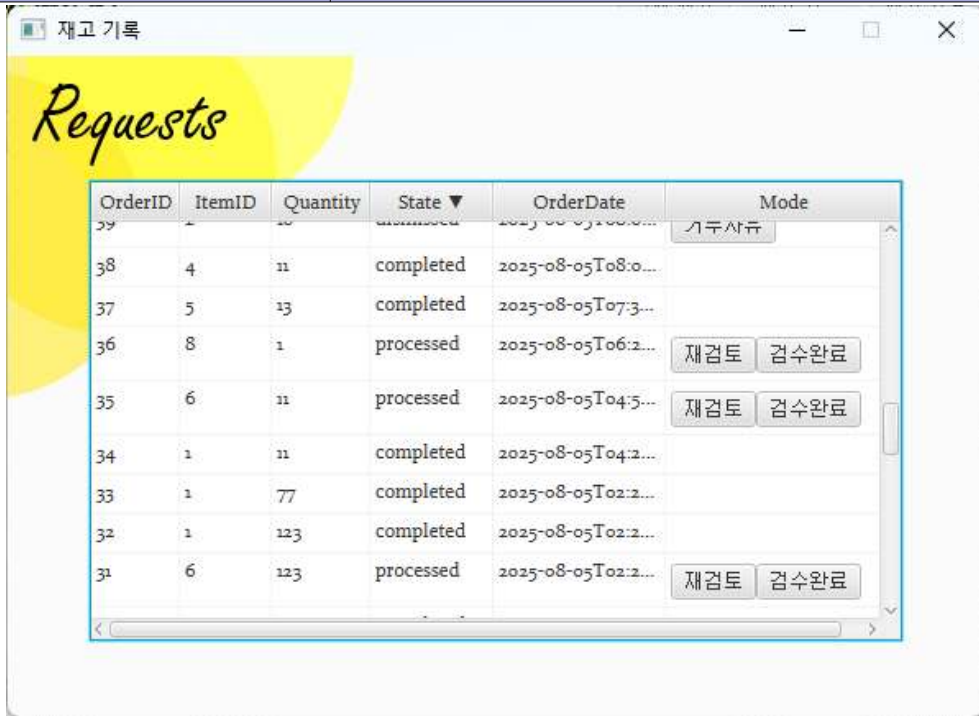 재고 기록
Requests
OrderID ItemID Quantity State ▼ OrderDate Mode
39 거부사유
38 4 11 completed 2025-08-05T08:0...
37 5 13 completed 2025-08-05T07:3...
36 8 1 processed 2025-08-05T06:2... 재검토 검수완료
35 6 11 processed 2025-08-05T04:5... 재검토 검수완료
34 1 11 completed 2025-08-05T04:2...
33 1 77 completed 2025-08-05T02:2...
32 1 123 completed 2025-08-05T02:2...
31 6 123 processed 2025-08-05T02:2... 재검토 검수완료